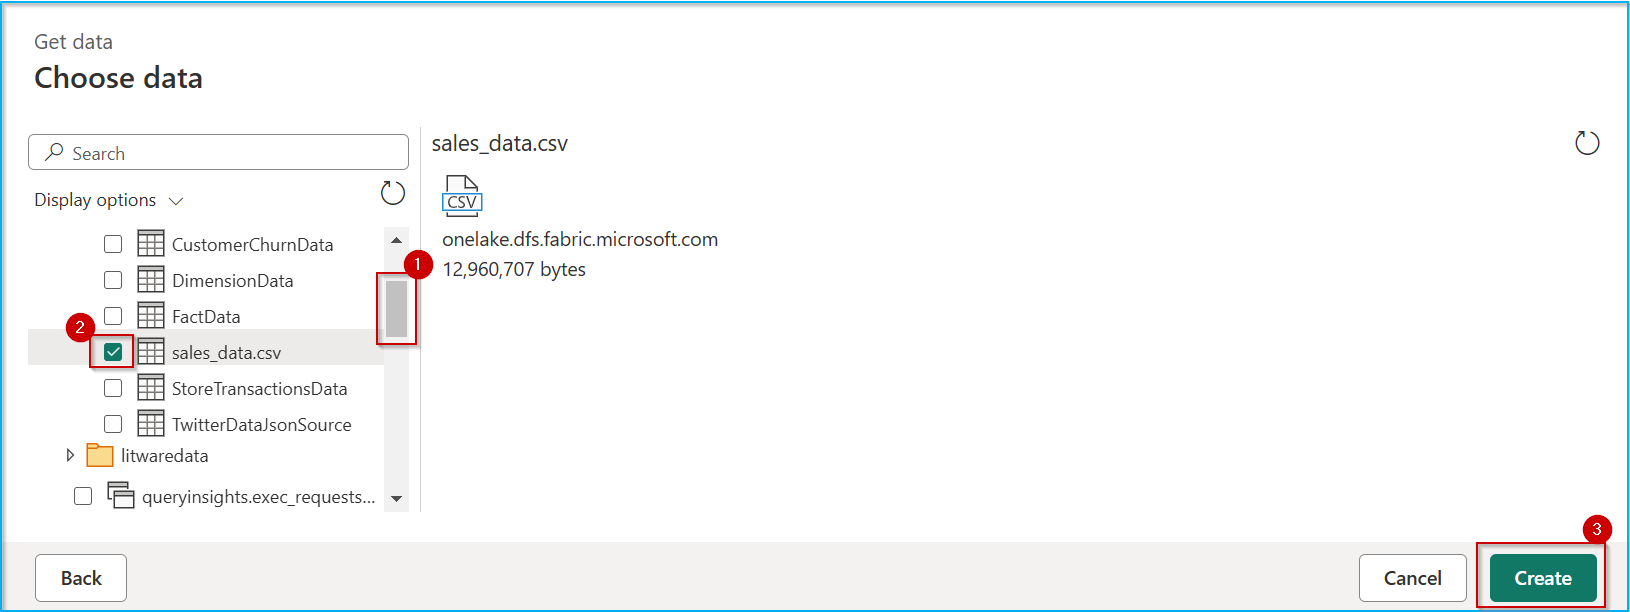 Get data
Choose data
Search
Display options
CustomerChurnData
DimensionData
FactData
sales_data.csv
StoreTransactionsData
TwitterDataJsonSource
litwaredata
queryinsights.exec_requests...
1
2
sales_data.csv
CSV
onelake.dfs.fabric.microsoft.com
12,960,707 bytes
3
Back
Cancel
Create